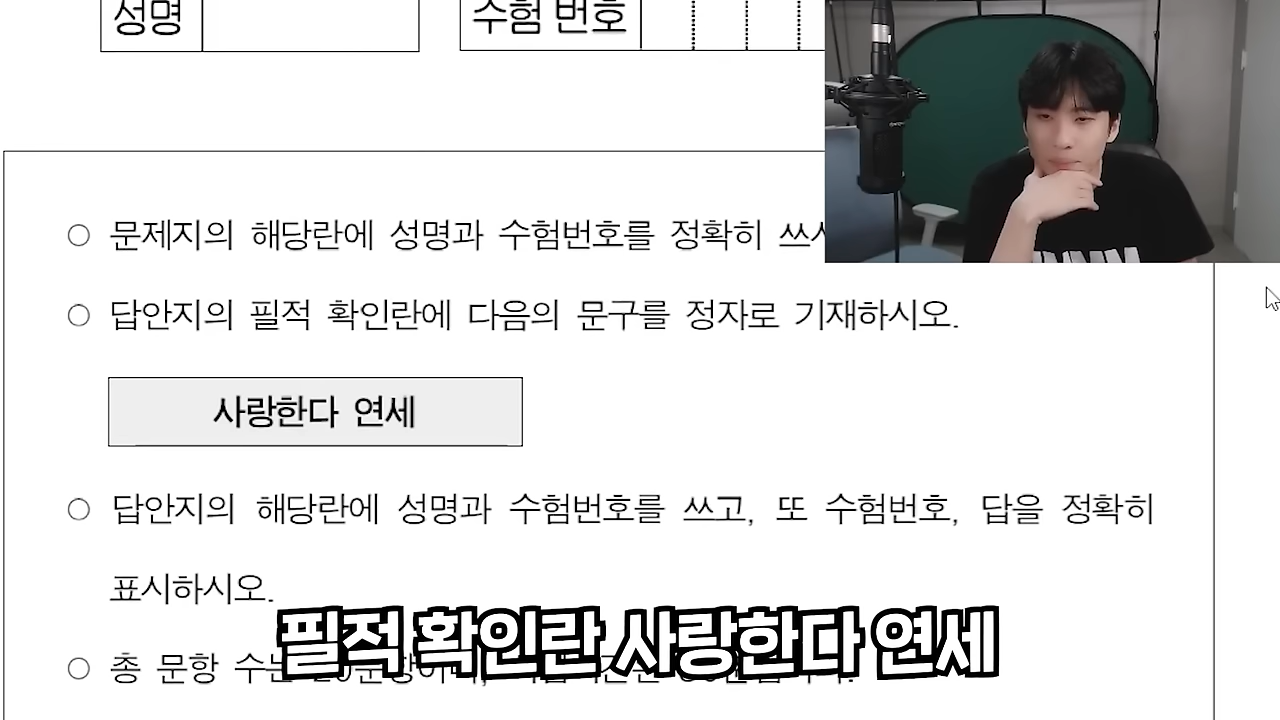 성명
수험 번호
○ 문제지의 해당란에 성명과 수험번호를 정확히
○ 답안지의 필적 확인란에 다음의 문구를 정자로 기재하시오.
사랑한다 연세
○ 답안지의 해당란에 성명과 수험번호를 쓰고, 또 수험번호, 답을 정확히
표시하시오.
○ 총 문항
필적 확인란 사랑한다 연세